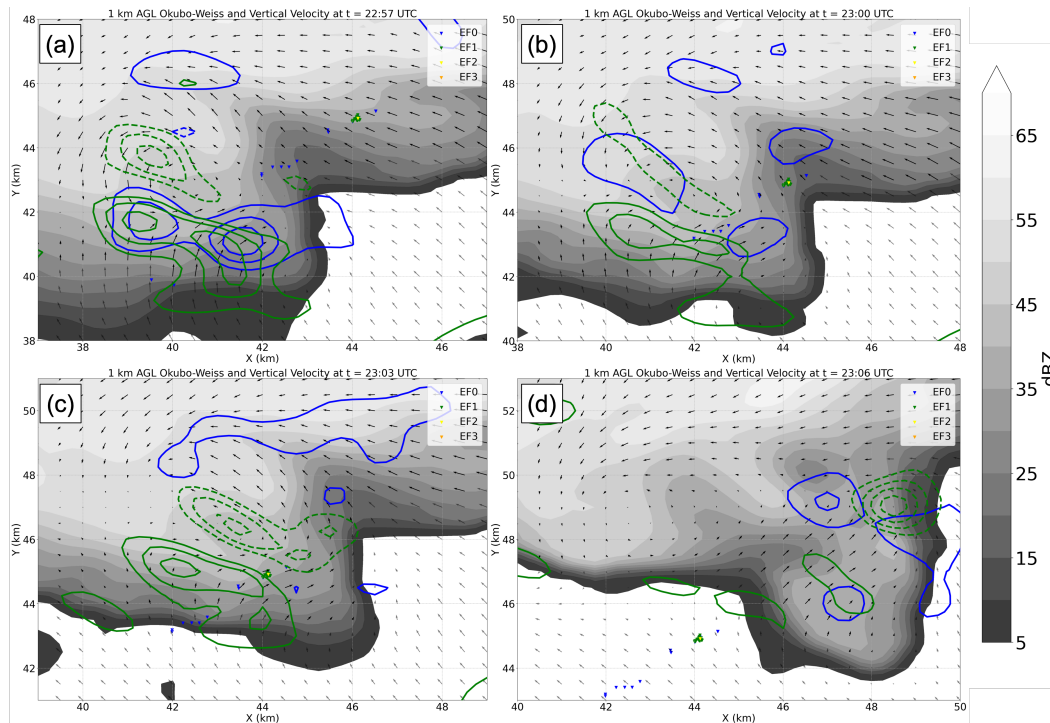 1 km AGL Okubo-Weiss and Vertical Velocity at t = 22:57 UTC
(a)
EF0
EF1
EF2
EF3
48
46
44
42
40
38
Y (km)
38 40 42 44 46
X (km)
1 km AGL Okubo-Weiss and Vertical Velocity at t = 23:00 UTC
(b)
EF0
EF1
EF2
EF3
50
48
46
44
42
40
Y (km)
38 40 42 44 46 48
X (km)
1 km AGL Okubo-Weiss and Vertical Velocity at t = 23:03 UTC
(c)
EF0
EF1
EF2
EF3
50
48
46
44
42
Y (km)
40 42 44 46 48
X (km)
1 km AGL Okubo-Weiss and Vertical Velocity at t = 23:06 UTC
(d)
EF0
EF1
EF2
EF3
52
50
48
46
44
Y (km)
40 42 44 46 48 50
X (km)
65
55
45
35
25
15
5
dBZ